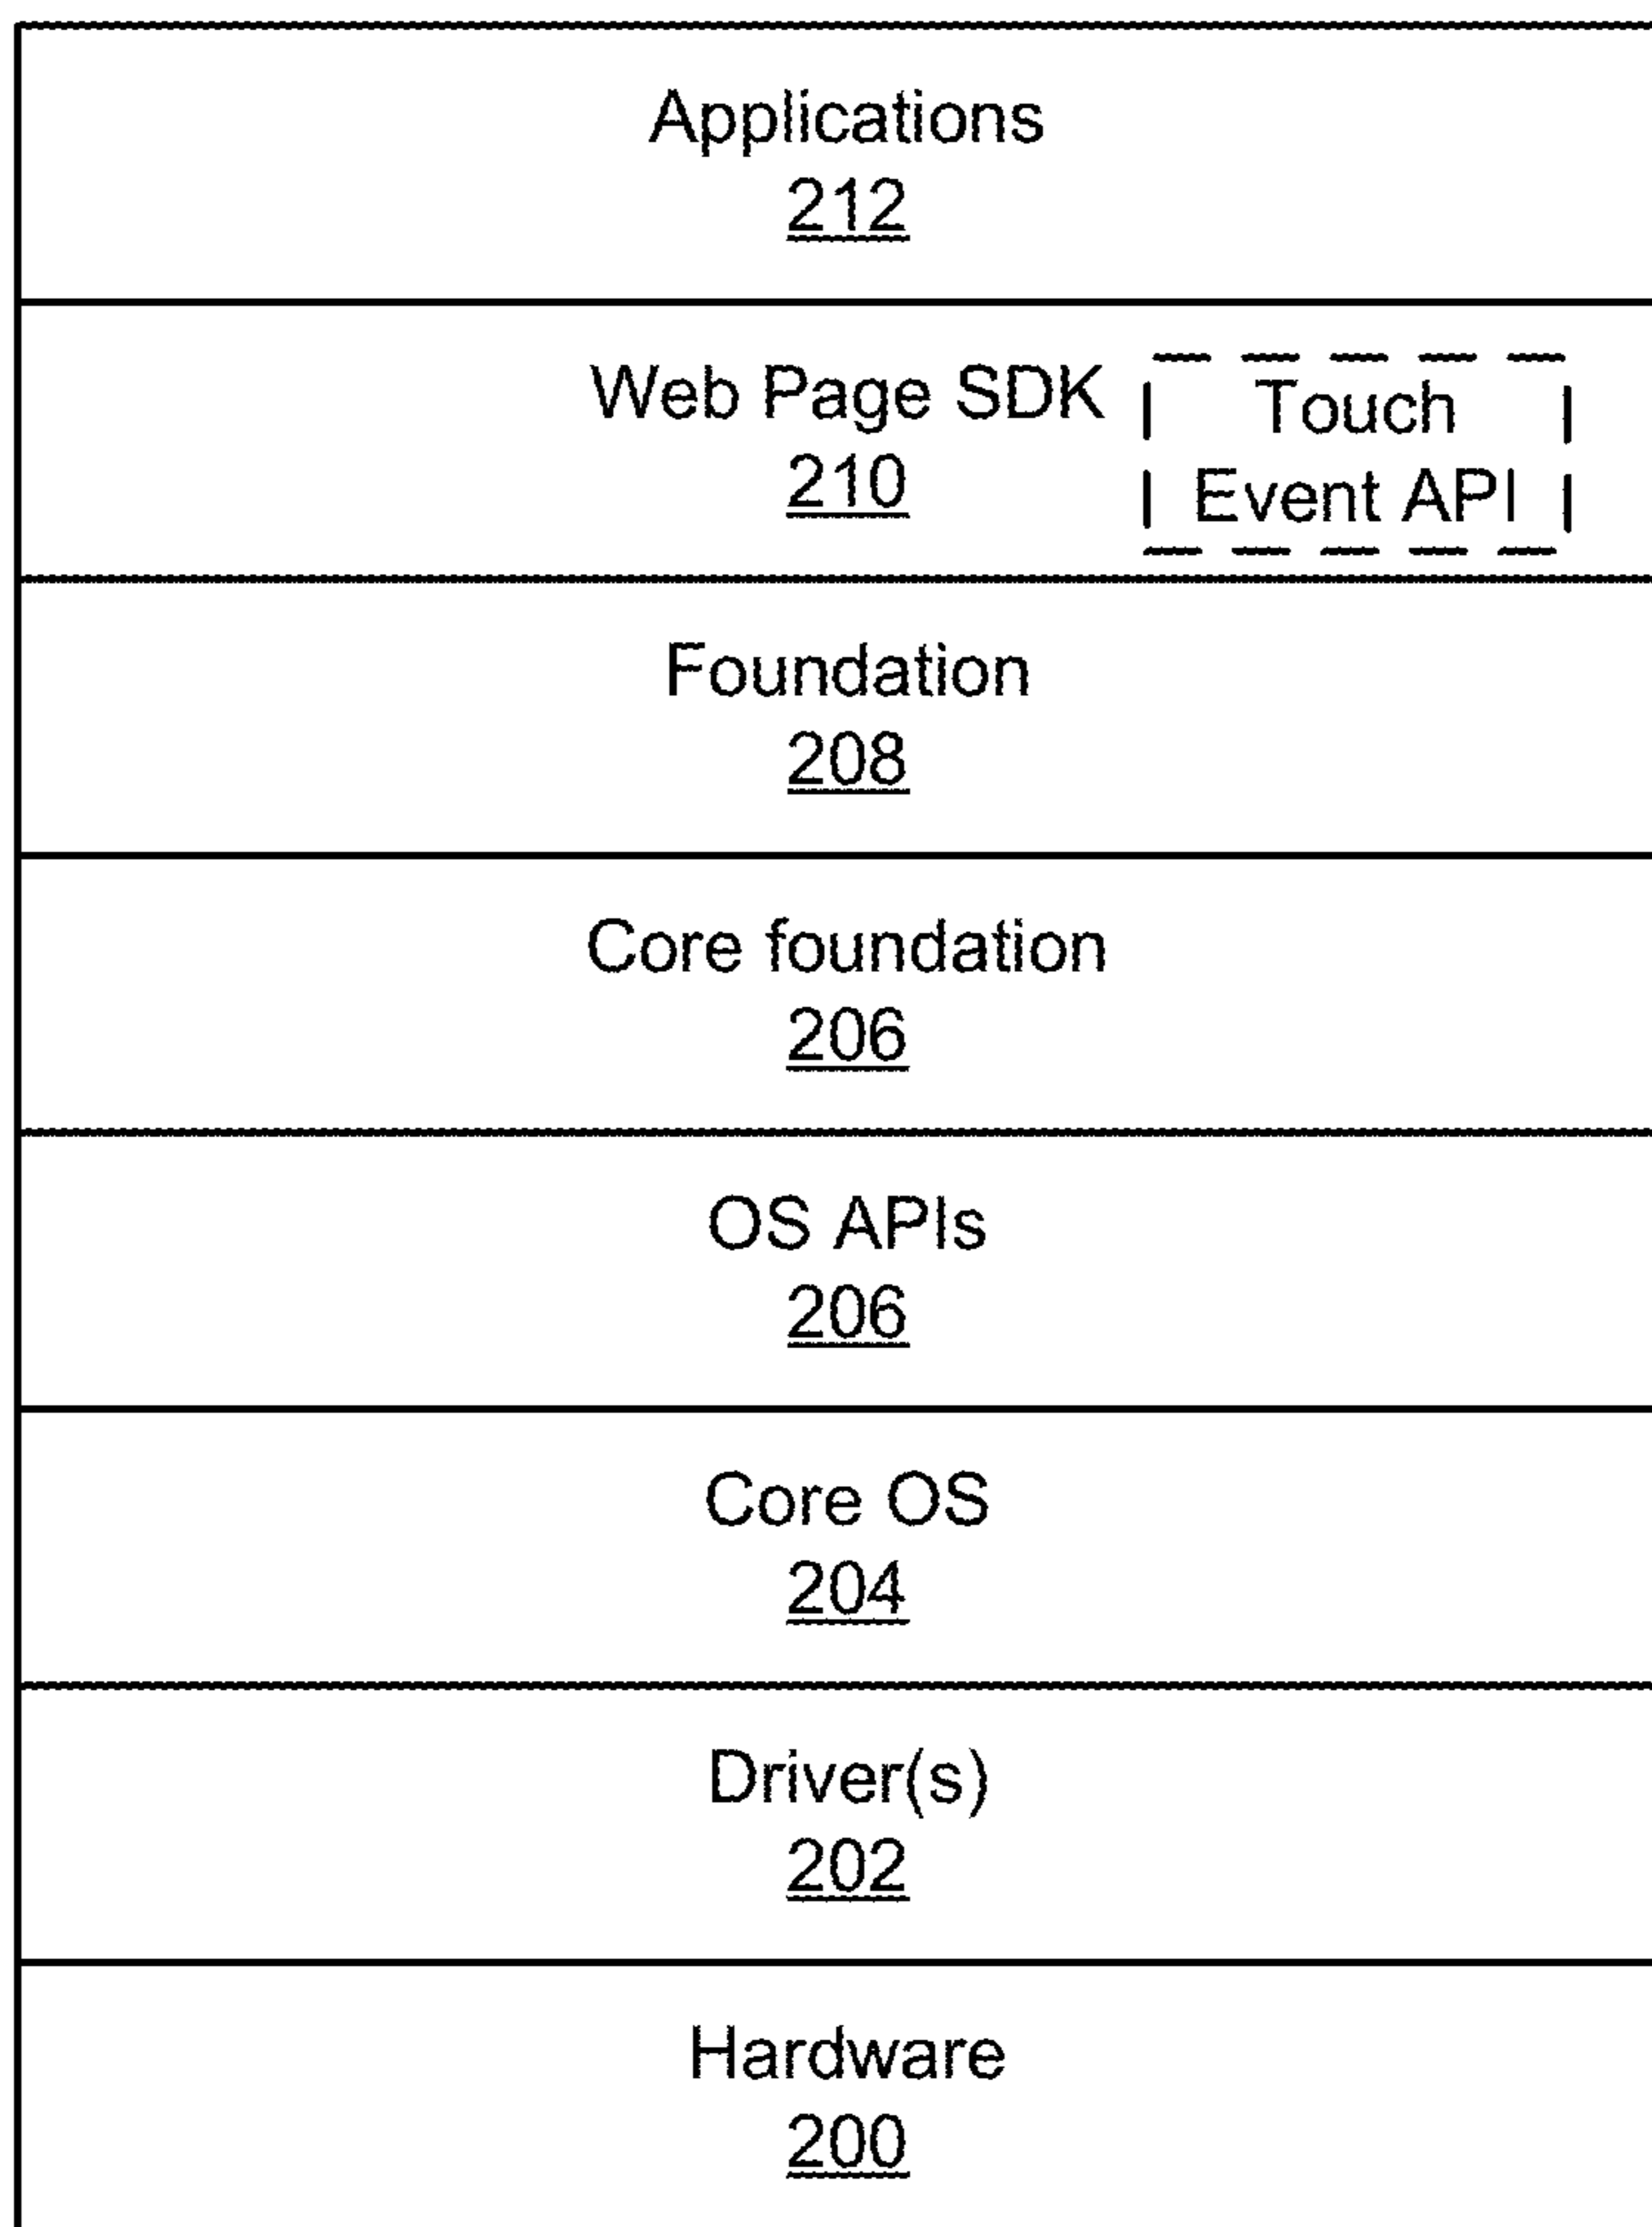 Applications
212
Web Page SDK
210
Touch
Event API
Foundation
208
Core foundation
206
OS APIs
206
Core OS
204
Driver(s)
202
Hardware
200